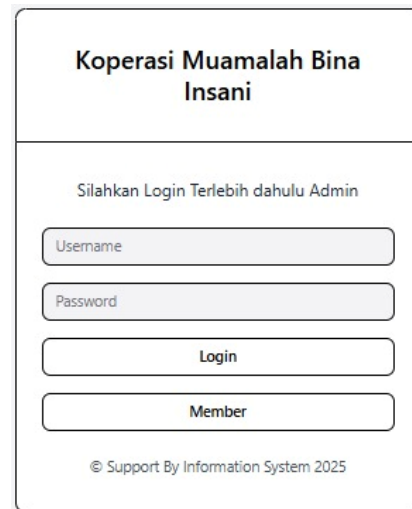 Koperasi Muamalah Bina
Insani
Silahkan Login Terlebih dahulu Admin
Username
Password
Login
Member
© Support By Information System 2025